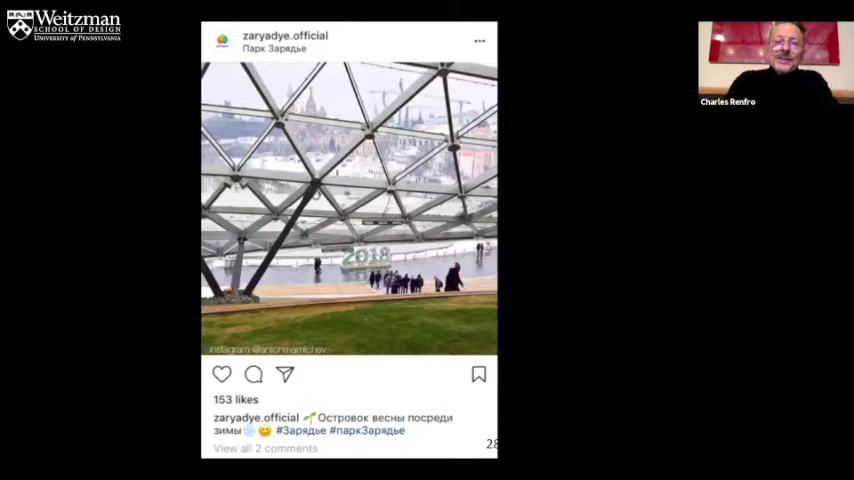 Weitzman
SCHOOL OF DESIGN
UNIVERSITY of PENNSYLVANIA
zaryadye.official
Парк Зарядье
2018
instagram: @antonmamichev
153 likes
zaryadye.official 🌱Островок весны посреди
зимы❄️😊 #Зарядье #паркЗарядье
View all 2 comments
28
Charles Renfro